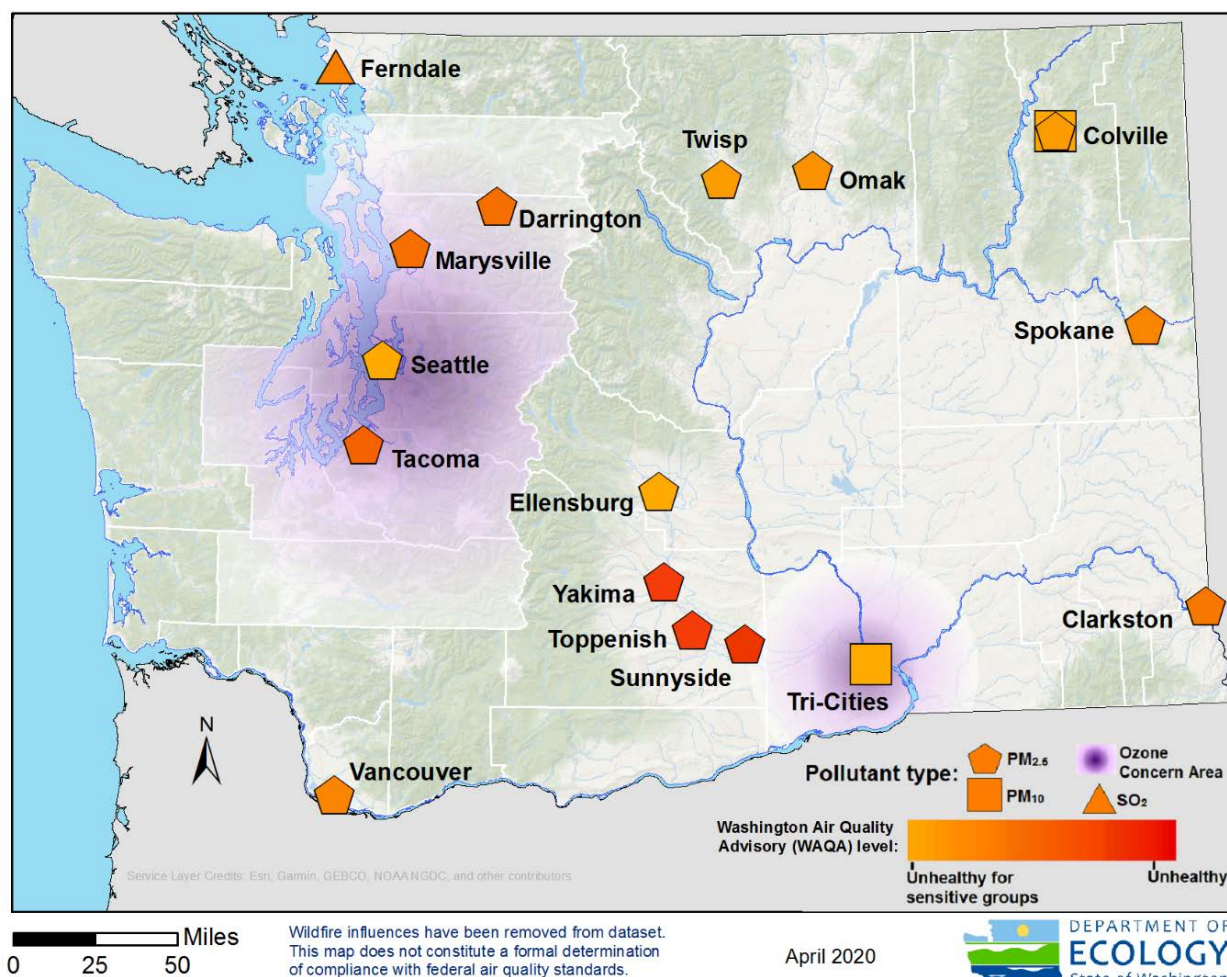 Ferndale
Colville
Twisp
Omak
Darrington
Marysville
Spokane
Seattle
Tacoma
Ellensburg
Yakima
Clarkston
Toppenish
Sunnyside
Tri-Cities
N
Vancouver
Pollutant type:
PM2.5
Ozone
Concern Area
PM10
SO2
Washington Air Quality
Advisory (WAQA) level:
Unhealthy for
sensitive groups
Unhealthy
Service Layer Credits: Esri, Garmin, GEBCO, NOAA NGDC, and other contributors
Miles
0 25 50
Wildfire influences have been removed from dataset.
This map does not constitute a formal determination
of compliance with federal air quality standards.
April 2020
DEPARTMENT OF
ECOLOGY
State of Washington